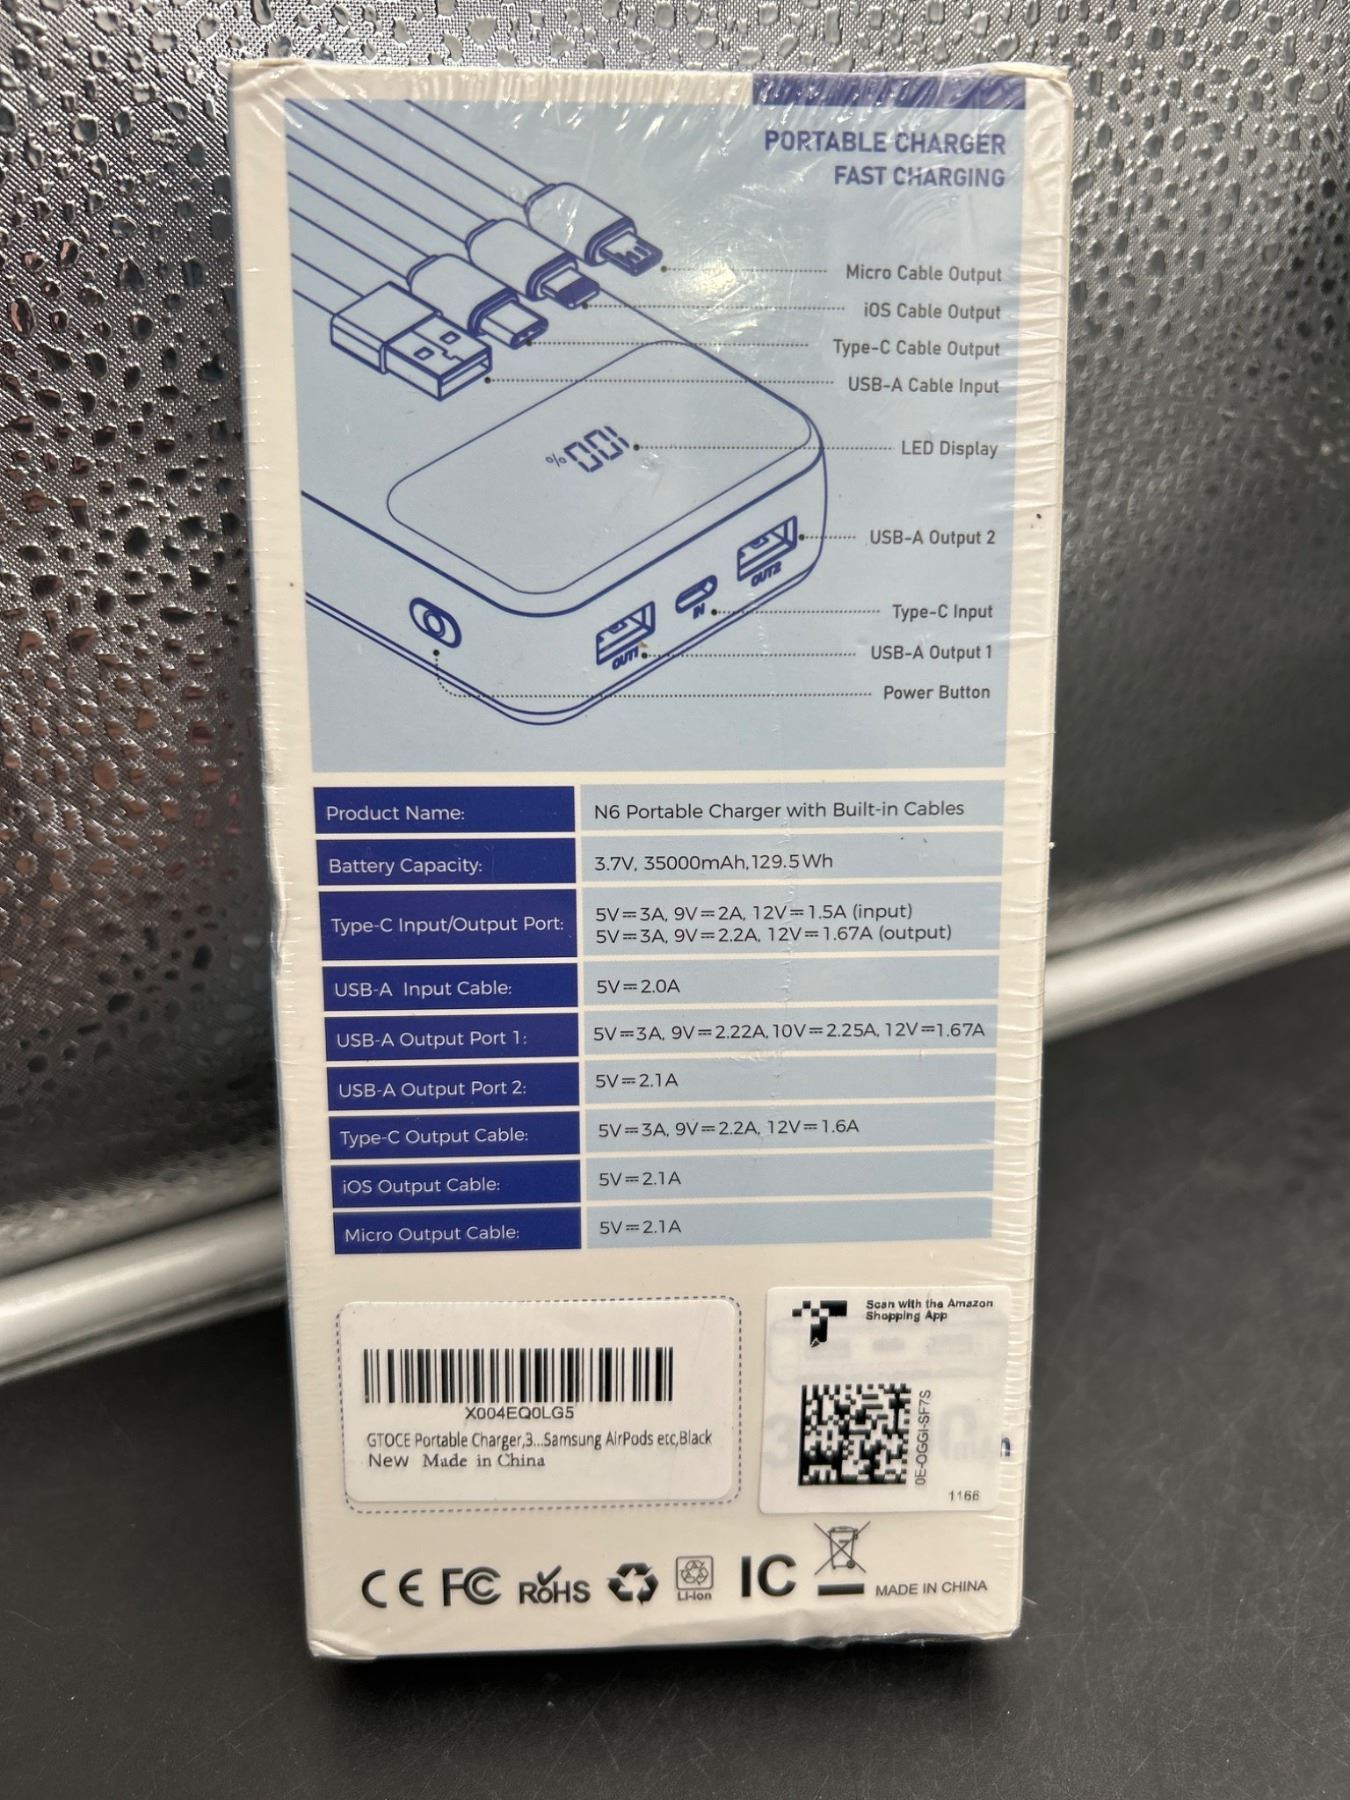 PORTABLE CHARGER
FAST CHARGING
Micro Cable Output
iOS Cable Output
Type-C Cable Output
USB-A Cable Input
LED Display
100%
USB-A Output 2
OUT2
Type-C Input
IN
USB-A Output 1
OUT1
Power Button
Product Name: N6 Portable Charger with Built-in Cables
Battery Capacity: 3.7V, 35000mAh,129.5Wh
Type-C Input/Output Port: 5V⎓3A, 9V⎓2A, 12V⎓1.5A (input)
5V⎓3A, 9V⎓2.2A, 12V⎓1.67A (output)
USB-A Input Cable: 5V⎓2.0A
USB-A Output Port 1: 5V⎓3A, 9V⎓2.22A, 10V⎓2.25A, 12V⎓1.67A
USB-A Output Port 2: 5V⎓2.1A
Type-C Output Cable: 5V⎓3A, 9V⎓2.2A, 12V⎓1.6A
iOS Output Cable: 5V⎓2.1A
Micro Output Cable: 5V⎓2.1A
Scan with the Amazon
Shopping App
X004EQ0LG5
GTOCE Portable Charger,3...Samsung AirPods etc,Black
New Made in China
0E-OGGI-SF7S
1166
CE FC RoHS Li-ion IC MADE IN CHINA